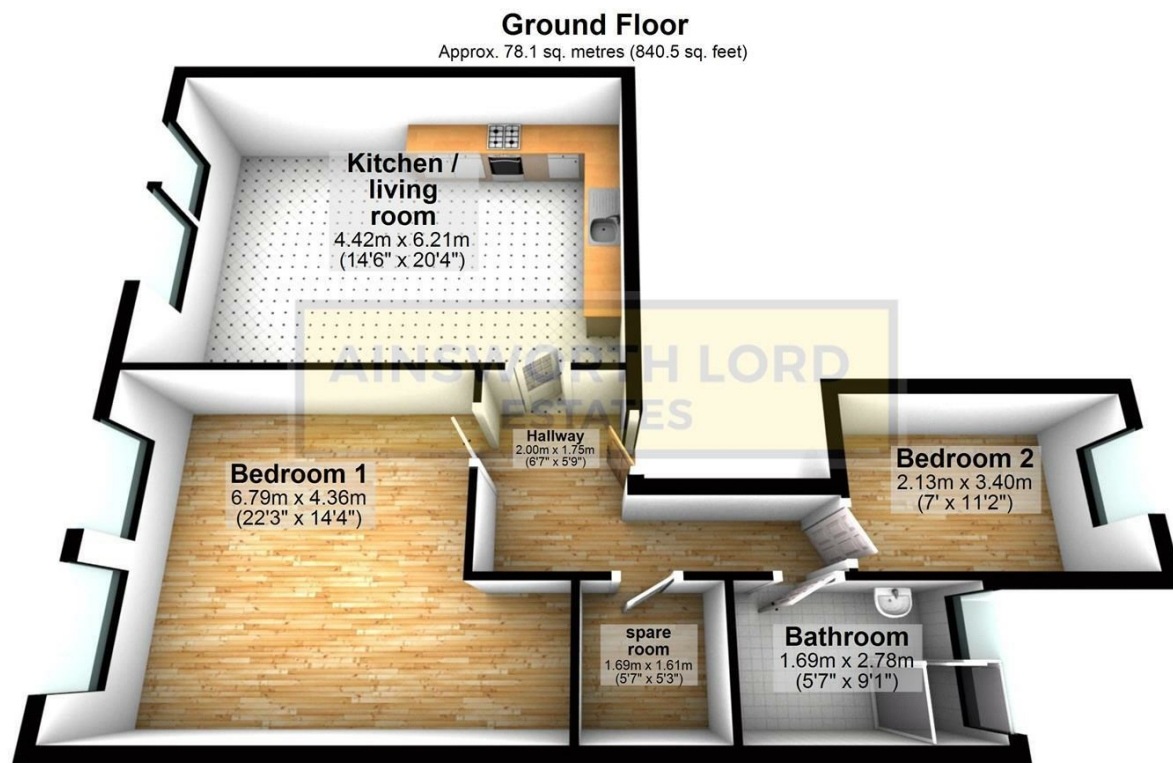 Ground Floor
Approx. 78.1 sq. metres (840.5 sq. feet)
Kitchen /
living
room
4.42m x 6.21m
(14'6" x 20'4")
AINSWORTH LORD
ESTATES
Hallway
2.00m x 1.75m
(6'7" x 5'9")
Bedroom 1
6.79m x 4.36m
(22'3" x 14'4")
Bedroom 2
2.13m x 3.40m
(7' x 11'2")
spare
room
1.69m x 1.61m
(5'7" x 5'3")
Bathroom
1.69m x 2.78m
(5'7" x 9'1")